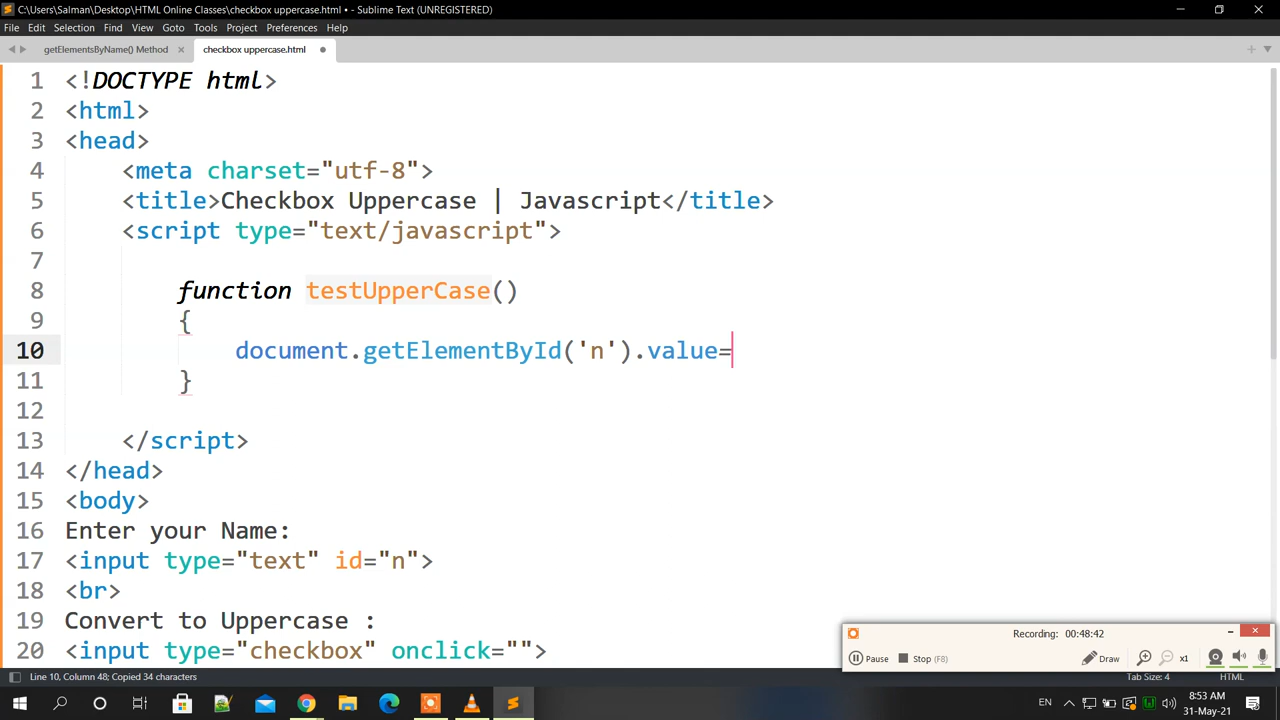 C:\Users\Salman\Desktop\HTML Online Classes\checkbox uppercase.html • - Sublime Text (UNREGISTERED)
File Edit Selection Find View Goto Tools Project Preferences Help
getElementsByName() Method × checkbox uppercase.html
1 <!DOCTYPE html>
2 <html>
3 <head>
4 <meta charset="utf-8">
5 <title>Checkbox Uppercase | Javascript</title>
6 <script type="text/javascript">
7
8 function testUpperCase()
9 {
10 document.getElementById('n').value=
11 }
12
13 </script>
14 </head>
15 <body>
16 Enter your Name:
17 <input type="text" id="n">
18 <br>
19 Convert to Uppercase :
20 <input type="checkbox" onclick="">
Recording: 00:48:42
Pause Stop (F8) Draw x1
Line 10, Column 48; Copied 34 characters Tab Size: 4 HTML
EN 8:53 AM
31-May-21